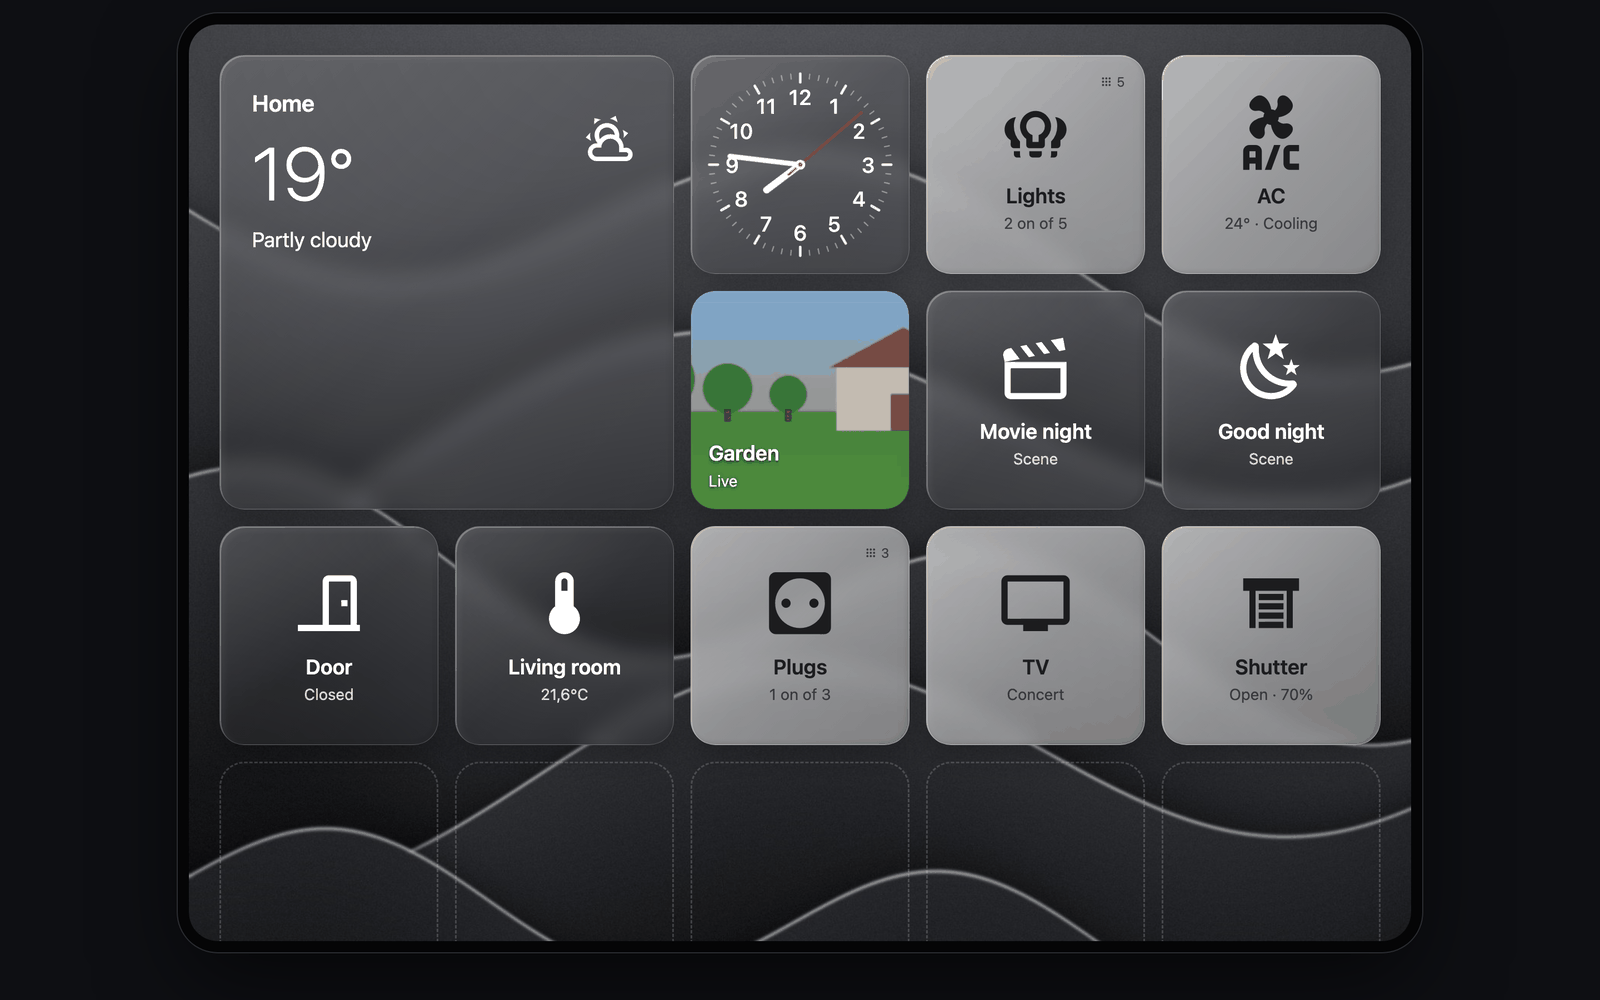 Home
19°
Partly cloudy
12
11
1
10
2
9
3
8
4
7
5
6
5
Lights
2 on of 5
A/C
AC
24° · Cooling
Garden
Live
Movie night
Scene
Good night
Scene
Door
Closed
Living room
21,6°C
3
Plugs
1 on of 3
TV
Concert
Shutter
Open · 70%